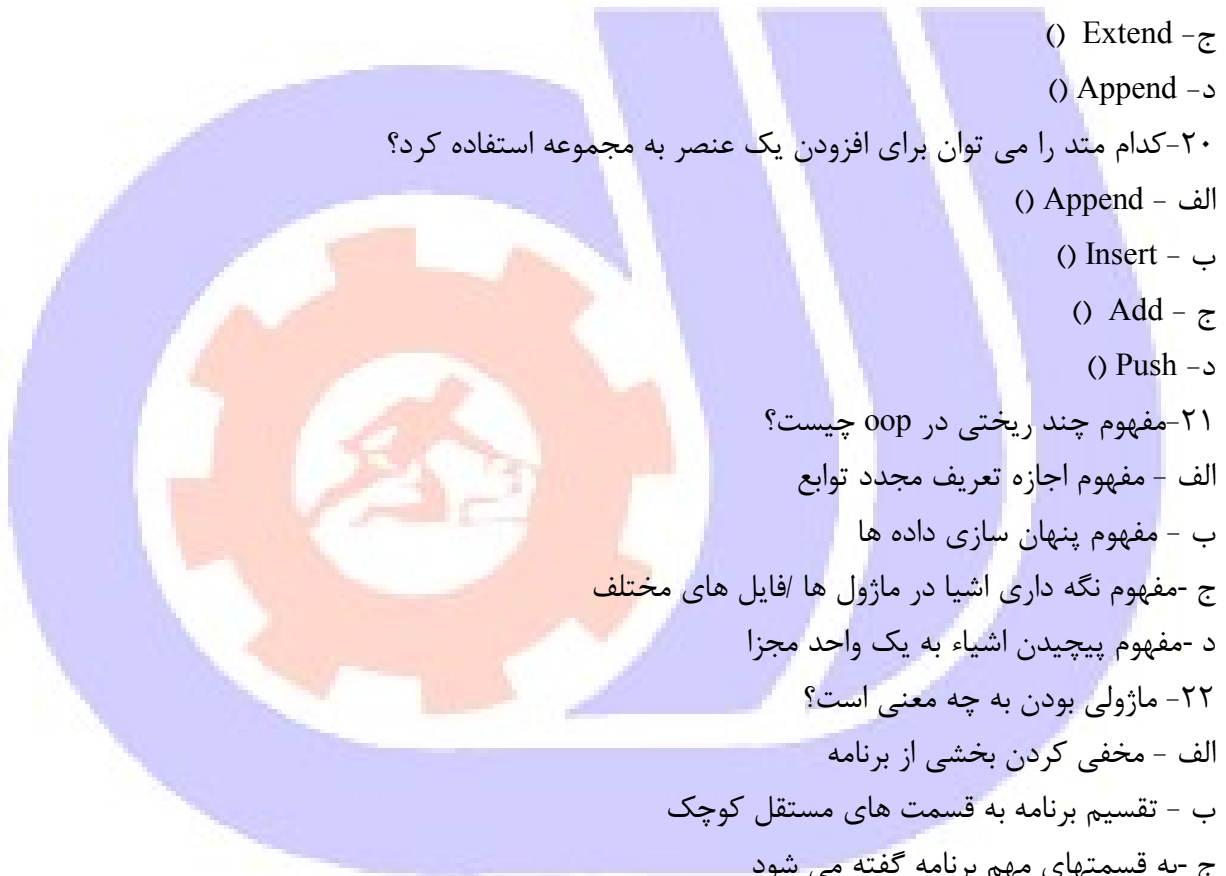 ج- Extend ()
د- Append ()
۲۰-کدام متد را می توان برای افزودن یک عنصر به مجموعه استفاده کرد؟
الف - Append ()
ب - Insert ()
ج - Add ()
د- Push ()
۲۱-مفهوم چند ریختی در oop چیست؟
الف - مفهوم اجازه تعریف مجدد توابع
ب - مفهوم پنهان سازی داده ها
ج -مفهوم نگه داری اشیا در ماژول ها /فایل های مختلف
د -مفهوم پیچیدن اشیاء به یک واحد مجزا
۲۲- ماژولی بودن به چه معنی است؟
الف - مخفی کردن بخشی از برنامه
ب - تقسیم برنامه به قسمت های مستقل کوچک
ج -به قسمتهای مهم برنامه گفته می شود